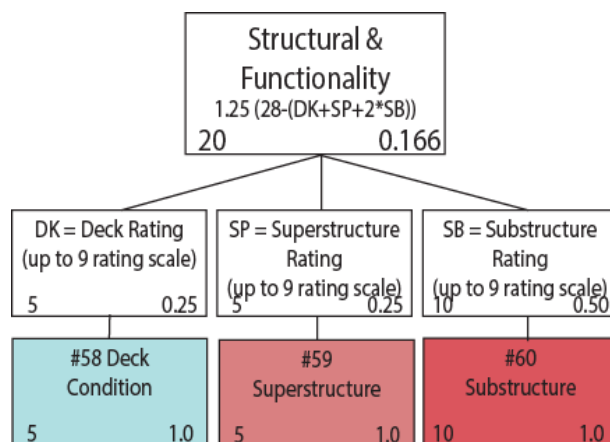 Structural &
Functionality
1.25 (28-(DK+SP+2*SB))
20 0.166
DK = Deck Rating
(up to 9 rating scale)
5 0.25
SP = Superstructure
Rating
(up to 9 rating scale)
5 0.25
SB = Substructure
Rating
(up to 9 rating scale)
10 0.50
#58 Deck
Condition
5 1.0
#59
Superstructure
5 1.0
#60
Substructure
10 1.0